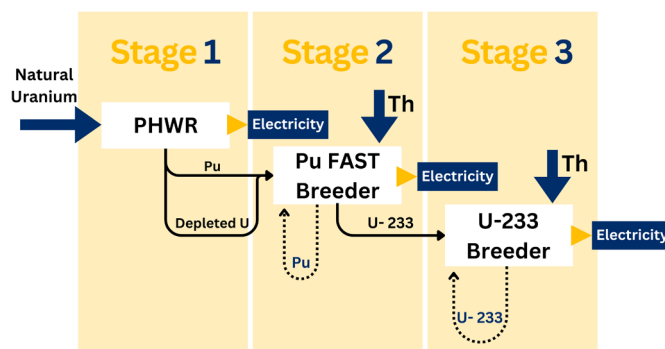 Stage 1
Stage 2
Stage 3
Natural
Uranium
PHWR
Electricity
Th
Pu
Depleted U
Pu FAST
Breeder
Electricity
Pu
U- 233
Th
U-233
Breeder
Electricity
U- 233